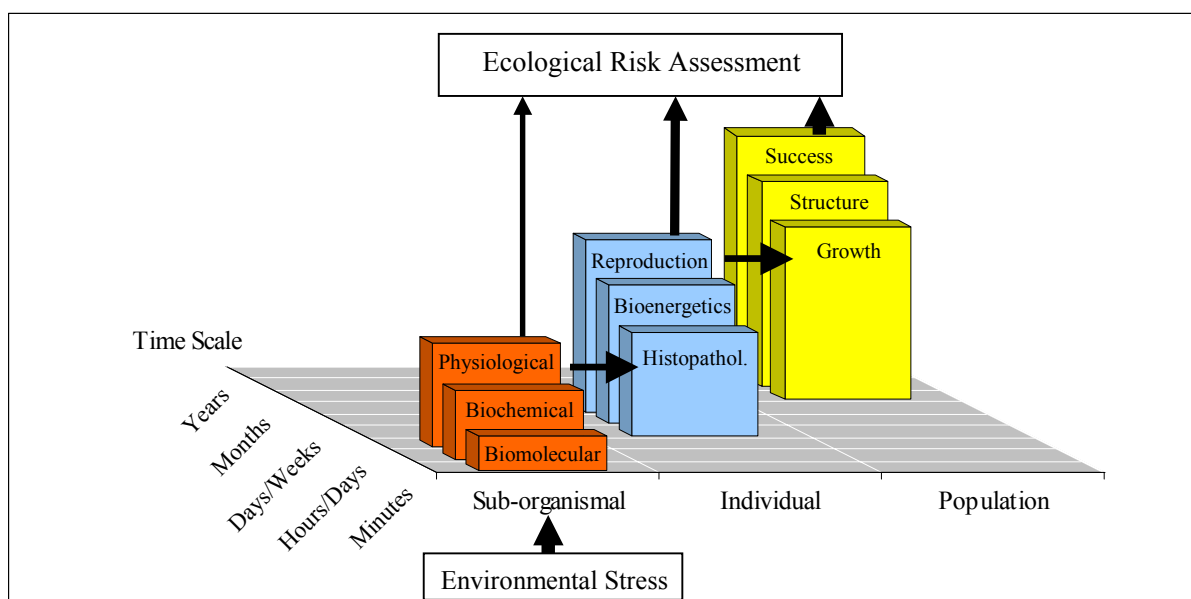 Ecological Risk Assessment
Success
Structure
Growth
Reproduction
Bioenergetics
Histopathol.
Physiological
Biochemical
Biomolecular
Time Scale
Years
Months
Days/Weeks
Hours/Days
Minutes
Sub-organismal
Individual
Population
Environmental Stress